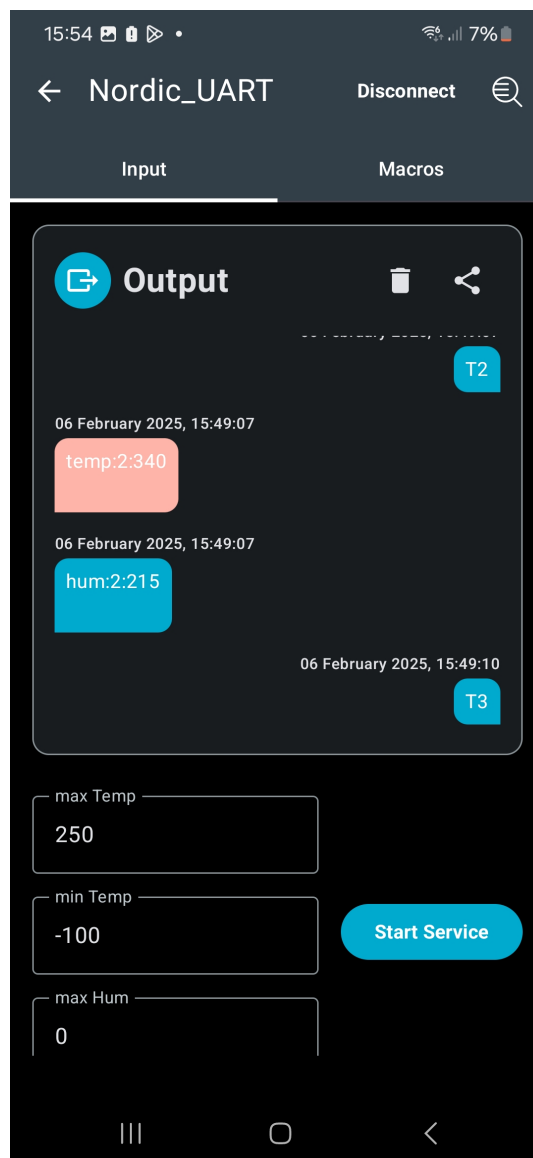 15:54
7%
Nordic_UART
Disconnect
Input
Macros
Output
T2
06 February 2025, 15:49:07
temp:2:340
06 February 2025, 15:49:07
hum:2:215
06 February 2025, 15:49:10
T3
max Temp
250
min Temp
-100
Start Service
max Hum
0